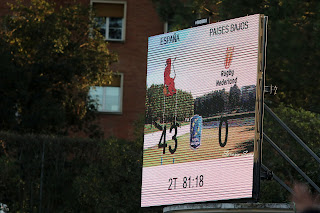 ESPAÑA PAISES BAJOS
Rugby
Nederland
43 0
2T 81:18